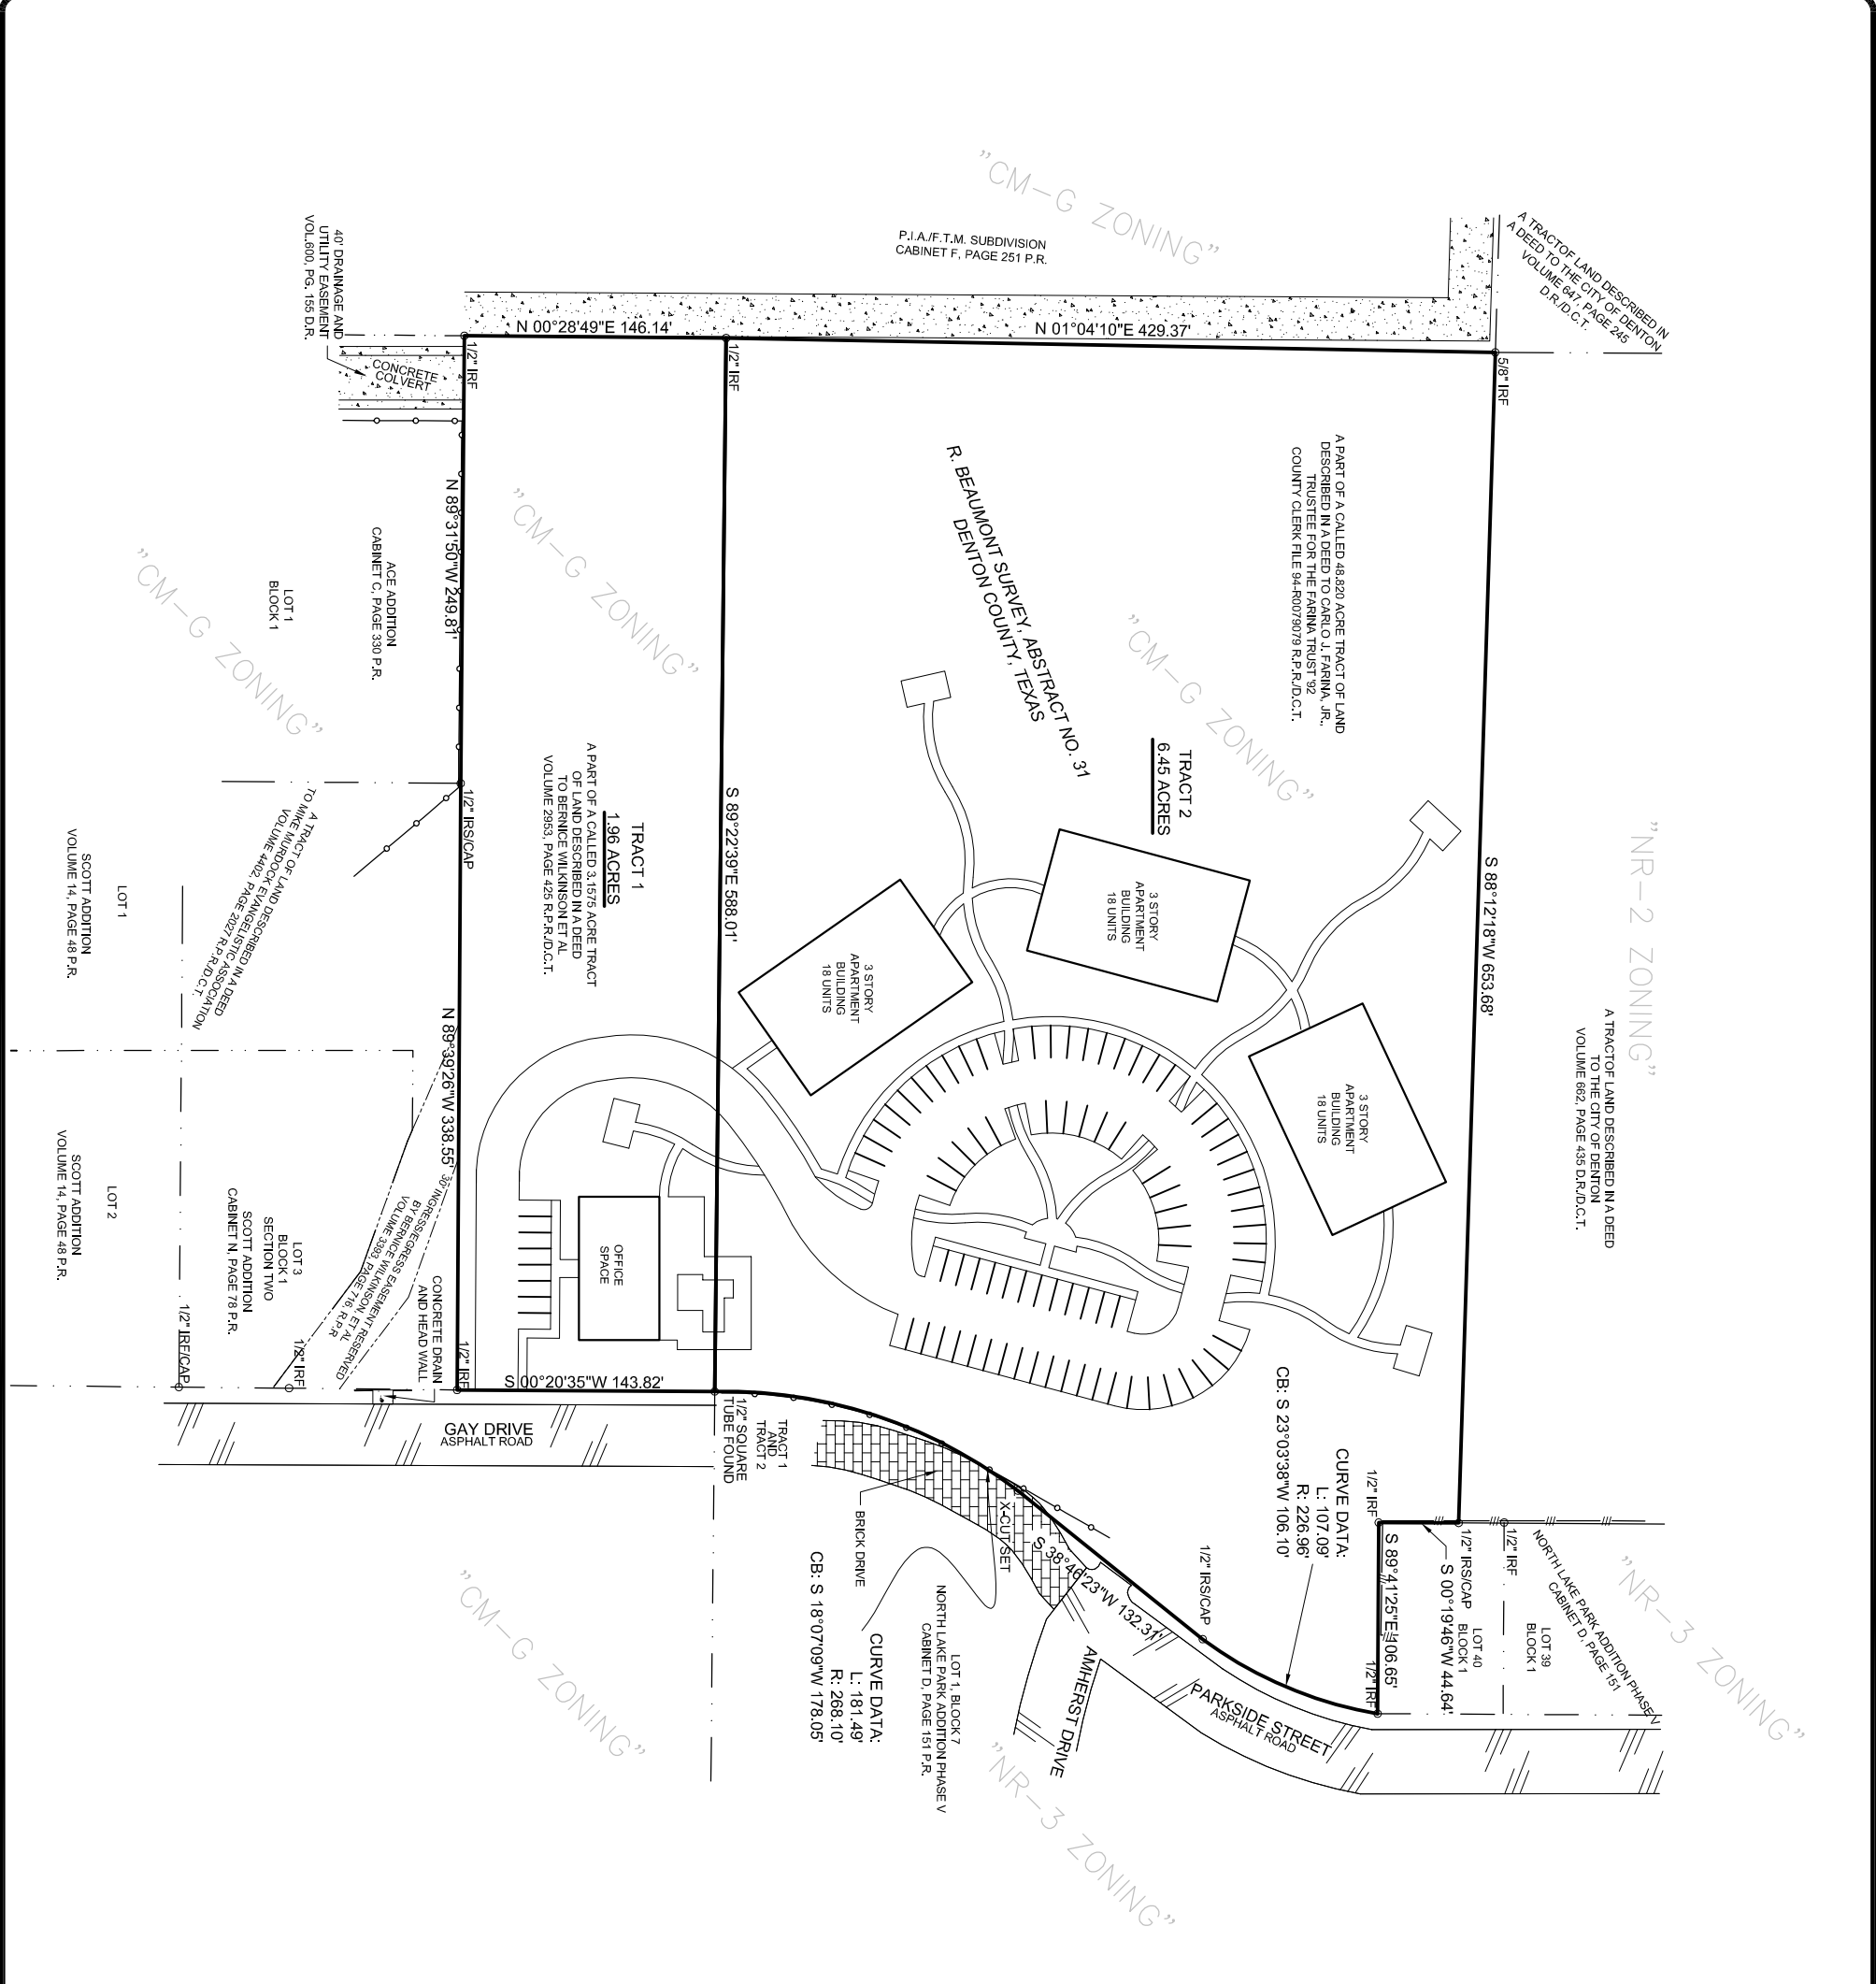 "CM-G ZONING"
P.I.A./F.T.M. SUBDIVISION
CABINET F, PAGE 251 P.R.
A TRACTOF LAND DESCRIBED IN
A DEED TO THE CITY OF DENTON
VOLUME 647, PAGE 245
D.R./D.C.T.
40' DRAINAGE AND
UTILITY EASEMENT
VOL.600, PG. 155 D.R.
N 00°28'49"E 146.14'
N 01°04'10"E 429.37'
1/2" IRF
1/2" IRF
5/8" IRF
CONCRETE
COLVERT
A PART OF A CALLED 48.820 ACRE TRACT OF LAND
DESCRIBED IN A DEED TO CARLO J. FARINA, JR.,
TRUSTEE FOR THE FARINA TRUST '92
COUNTY CLERK FILE 94-R0079079 R.P.R./D.C.T.
R. BEAUMONT SURVEY, ABSTRACT NO. 31
DENTON COUNTY, TEXAS
"CM-G ZONING"
"CM-G ZONING"
"CM-G ZONING"
N 89°31'50"W 249.81'
ACE ADDITION
CABINET C, PAGE 330 P.R.
LOT 1
BLOCK 1
TRACT 2
6.45 ACRES
S 88°12'18"W 653.68'
"NR-2 ZONING"
A TRACTOF LAND DESCRIBED IN A DEED
TO THE CITY OF DENTON
VOLUME 662, PAGE 435 D.R./D.C.T.
S 89°22'39"E 588.01'
TRACT 1
1.96 ACRES
A PART OF A CALLED 3.1575 ACRE TRACT
OF LAND DESCRIBED IN A DEED
TO BERNICE WILKINSON ET AL
VOLUME 2953, PAGE 425 R.P.R./D.C.T.
1/2" IRS/CAP
A TRACT OF LAND DESCRIBED IN A DEED
TO MIKE MURDOCK EVANGELISTIC ASSOCIATION
VOLUME 4402, PAGE 2027 R.P.R./D.C.T.
LOT 1
SCOTT ADDITION
VOLUME 14, PAGE 48 P.R.
3 STORY
APARTMENT
BUILDING
18 UNITS
3 STORY
APARTMENT
BUILDING
18 UNITS
3 STORY
APARTMENT
BUILDING
18 UNITS
N 89°39'26"W 338.55'
30' INGRESS/EGRESS EASEMENT RESERVED
BY BERNICE WILKINSON, ET AL
VOLUME 3393, PAGE 716, R.P.R
OFFICE
SPACE
LOT 2
SCOTT ADDITION
VOLUME 14, PAGE 48 P.R.
LOT 3
BLOCK 1
SECTION TWO
SCOTT ADDITION
CABINET N, PAGE 78 P.R.
CONCRETE DRAIN
AND HEAD WALL
1/2" IRF/CAP
1/2" IRF
1/2" IRF
S 00°20'35"W 143.82'
GAY DRIVE
ASPHALT ROAD
1/2" SQUARE
TUBE FOUND
TRACT 1
AND
TRACT 2
BRICK DRIVE
X-CUT SET
CB: S 23°03'38"W 106.10'
CURVE DATA:
L: 107.09'
R: 226.96'
1/2" IRF
1/2" IRS/CAP
1/2" IRF
NORTH LAKE PARK ADDITION PHASE V
CABINET D, PAGE 151
S 89°41'25"E 106.65'
S 00°19'46"W 44.64'
LOT 40
BLOCK 1
LOT 39
BLOCK 1
"NR-3 ZONING"
1/2" IRS/CAP
1/2" IRF
S 38°46'23"W 132.31'
LOT 1, BLOCK 7
NORTH LAKE PARK ADDITION PHASE V
CABINET D, PAGE 151 P.R.
CURVE DATA:
L: 181.49'
R: 268.10'
CB: S 18°07'09"W 178.05'
AMHERST DRIVE
PARKSIDE STREET
ASPHALT ROAD
"CM-G ZONING"
"NR-3 ZONING"